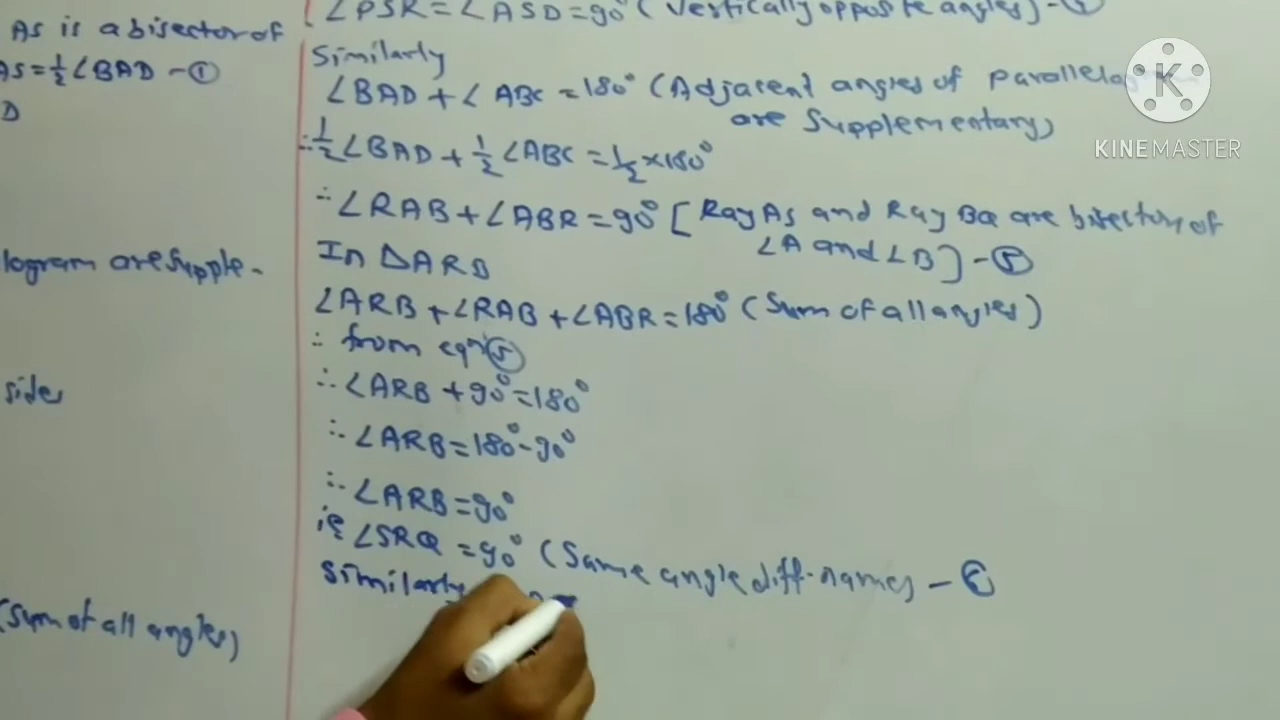 As is a bisector of
AS = ½ ∠BAD - ①
D
logram are supple -
side
(Sum of all angles)
∠PSR = ∠ASD = 90° (Vertically opposite angles) -
Similarly
∠BAD + ∠ABC = 180° (Adjacent angles of parallelog
are Supplementary)
∴ ½ ∠BAD + ½ ∠ABC = ½ × 180°
∴ ∠RAB + ∠ABR = 90° [Ray AS and Ray BQ are bisectors of
∠A and ∠B] - ⑤
In △ARB
∠ARB + ∠RAB + ∠ABR = 180° (Sum of all angles)
∴ from eqn ⑤
∴ ∠ARB + 90° = 180°
∴ ∠ARB = 180° - 90°
∴ ∠ARB = 90°
ie ∠SRQ = 90° (Same angle diff. names) - ⑥
Similarly
KINEMASTER